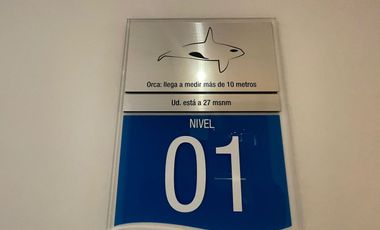 Orca: llega a medir más de 10 metros
Ud. está a 27 msnm
NIVEL
01